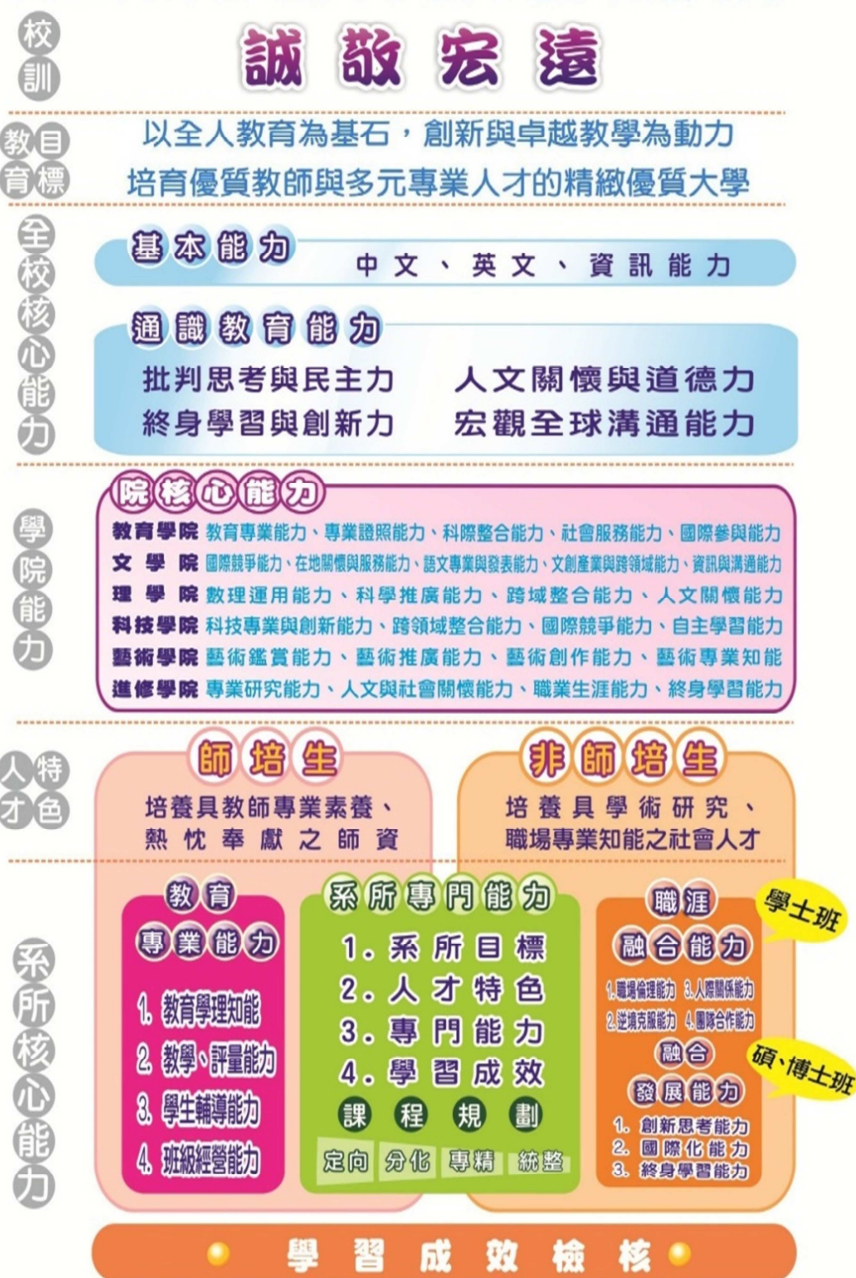 校訓
誠敬宏遠
教育目標
以全人教育為基石，創新與卓越教學為動力
培育優質教師與多元專業人才的精緻優質大學
全校核心能力
基本能力
中文、英文、資訊能力
通識教育能力
批判思考與民主力 人文關懷與道德力
終身學習與創新力 宏觀全球溝通能力
學院能力
院核心能力
教育學院 教育專業能力、專業證照能力、科際整合能力、社會服務能力、國際參與能力
文學院 國際競爭能力、在地關懷與服務能力、語文專業與發表能力、文創產業與跨領域能力、資訊與溝通能力
理學院 數理運用能力、科學推廣能力、跨域整合能力、人文關懷能力
科技學院 科技專業與創新能力、跨領域整合能力、國際競爭能力、自主學習能力
藝術學院 藝術鑑賞能力、藝術推廣能力、藝術創作能力、藝術專業知能
進修學院 專業研究能力、人文與社會關懷能力、職業生涯能力、終身學習能力
人才特色
師培生
培養具教師專業素養、
熱忱奉獻之師資
非師培生
培養具學術研究、
職場專業知能之社會人才
系所核心能力
教育
專業能力
1. 教育學理知能
2. 教學、評量能力
3. 學生輔導能力
4. 班級經營能力
系所專門能力
1. 系所目標
2. 人才特色
3. 專門能力
4. 學習成效
課程規劃
定向 分化 專精 統整
職涯
融合能力
學士班
1.職場倫理能力 3.人際關係能力
2.逆境克服能力 4.團隊合作能力
融合
發展能力
碩、博士班
1. 創新思考能力
2. 國際化能力
3. 終身學習能力
學習成效檢核